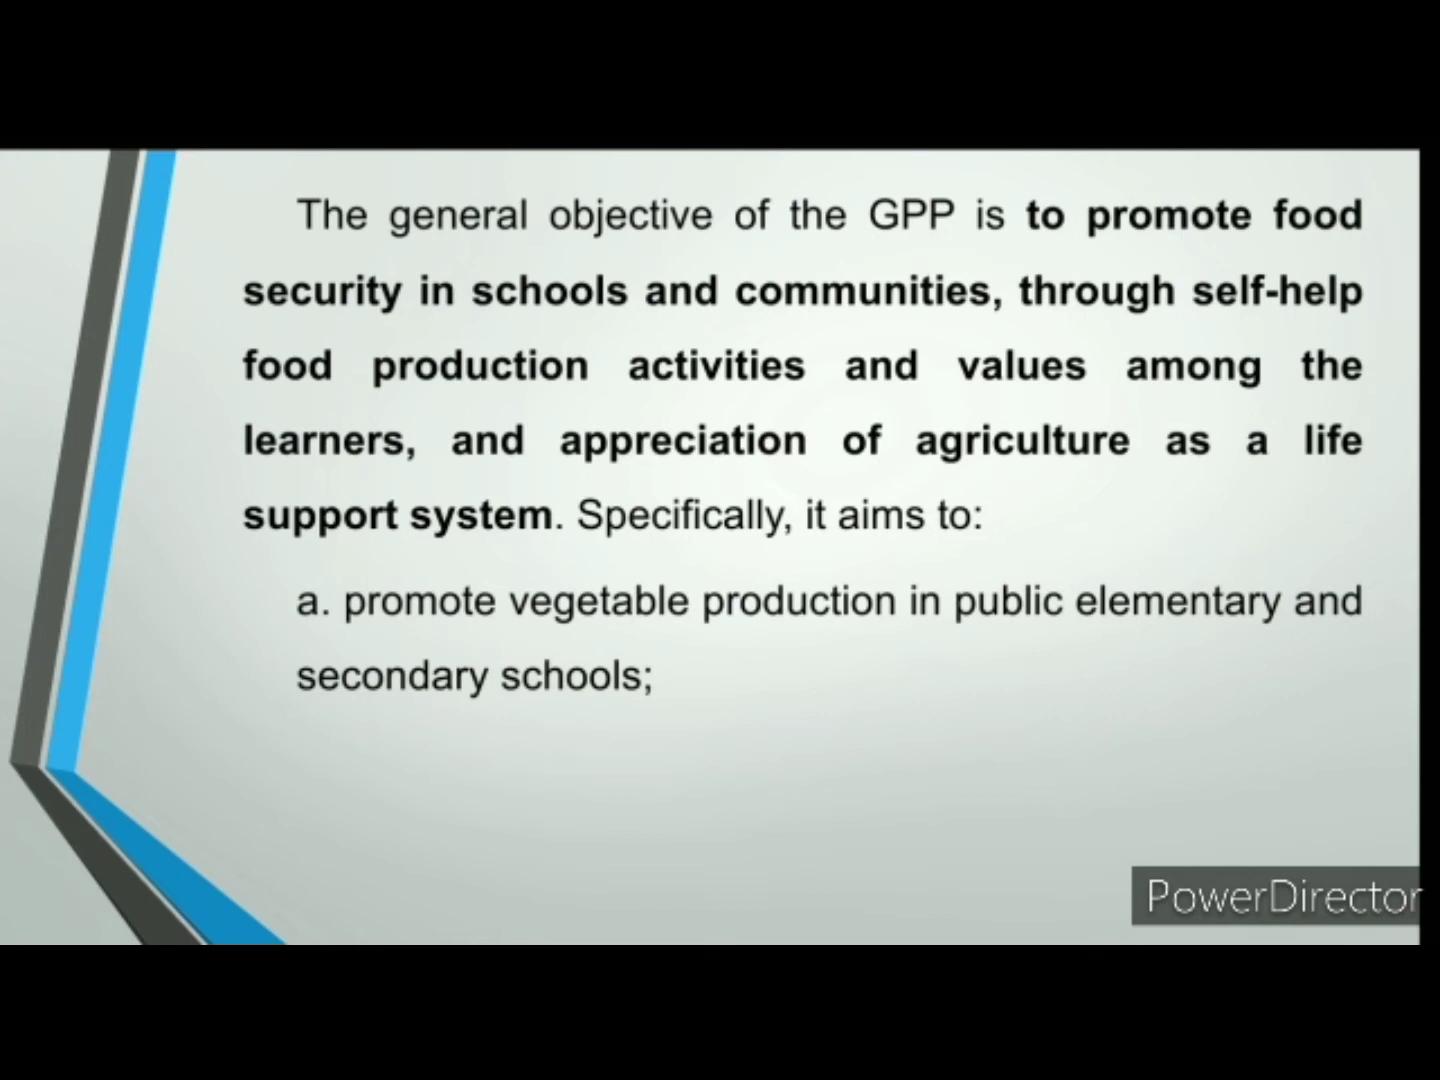 The general objective of the GPP is to promote food
security in schools and communities, through self-help
food production activities and values among the
learners, and appreciation of agriculture as a life
support system. Specifically, it aims to:
a. promote vegetable production in public elementary and
secondary schools;
PowerDirector